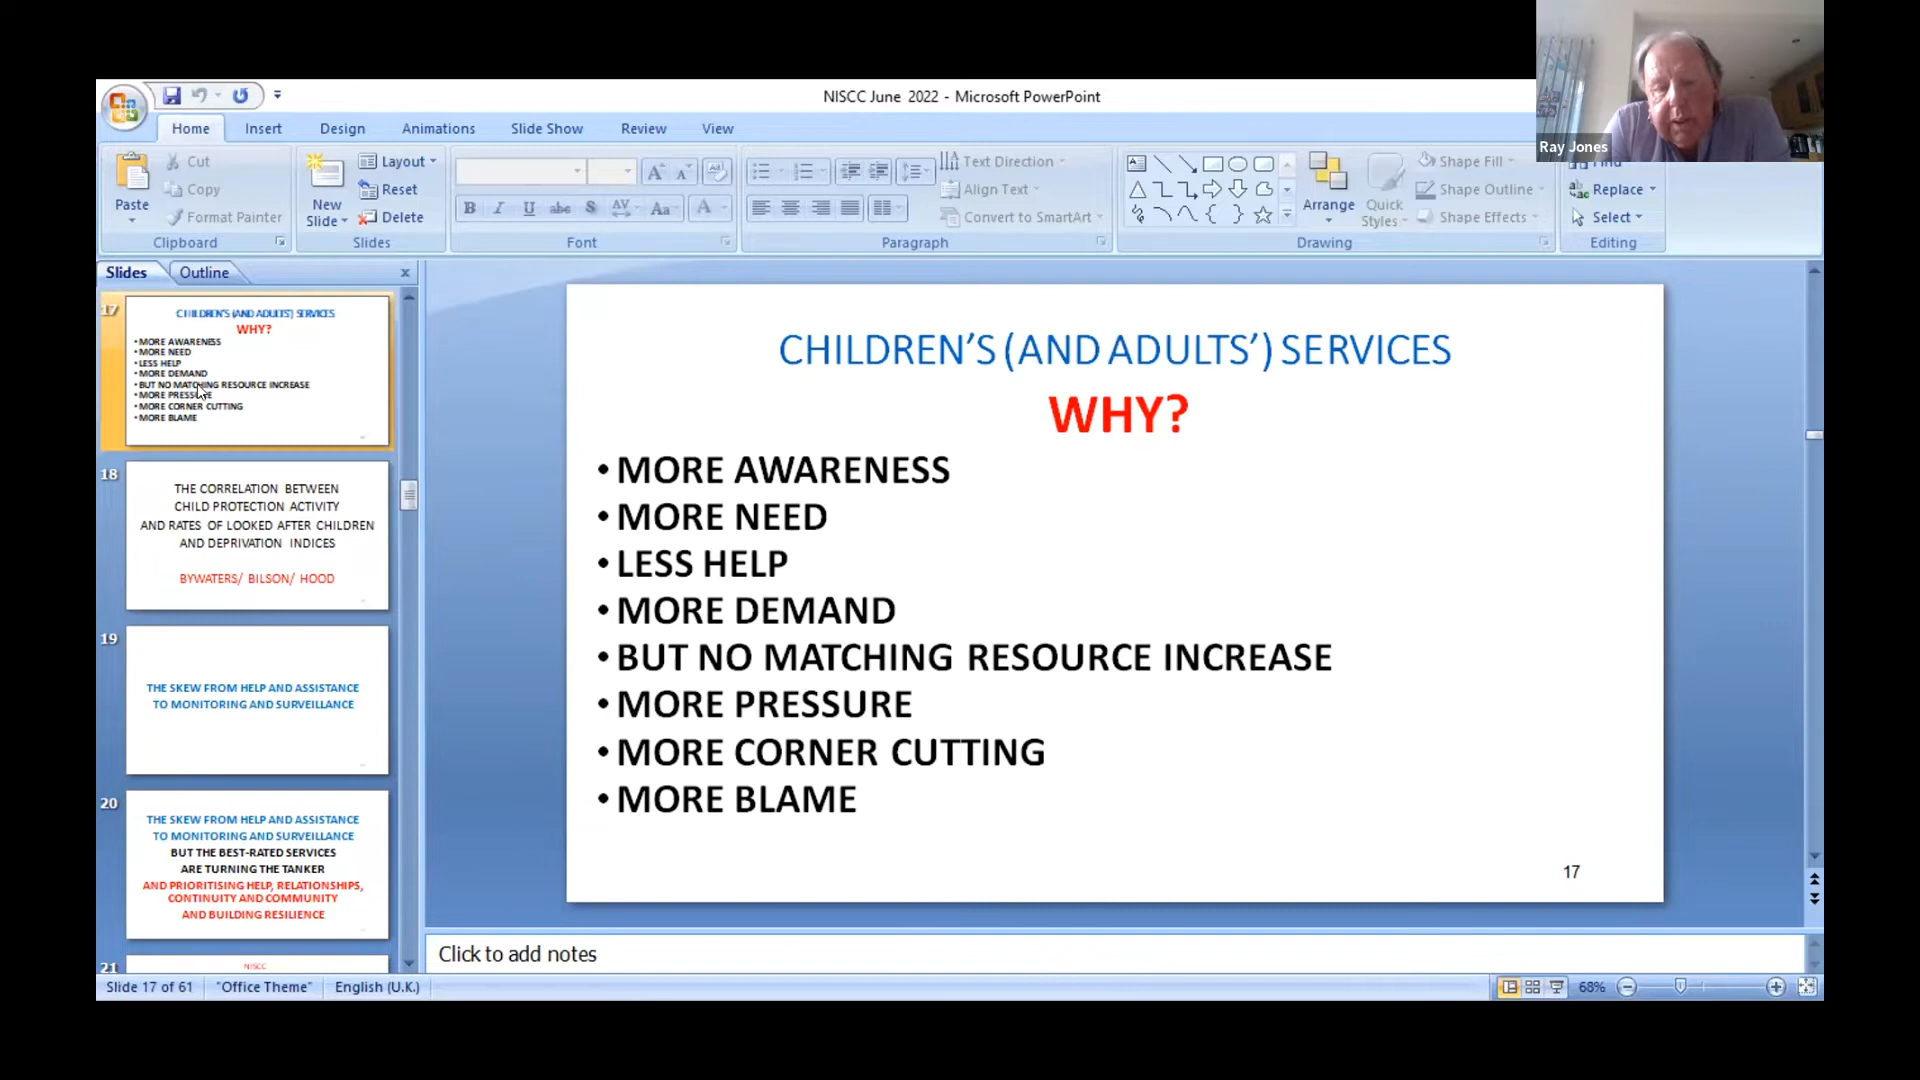 NISCC June 2022 - Microsoft PowerPoint
Ray Jones
Home Insert Design Animations Slide Show Review View
Paste
Cut
Copy
Format Painter
Clipboard
New
Slide
Layout
Reset
Delete
Slides
B I U abe S AV Aa A
Font
Text Direction
Align Text
Convert to SmartArt
Paragraph
Arrange
Quick
Styles
Shape Fill
Shape Outline
Shape Effects
Drawing
Find
Replace
Select
Editing
Slides Outline
17
CHILDREN'S (AND ADULTS') SERVICES
WHY?
• MORE AWARENESS
• MORE NEED
• LESS HELP
• MORE DEMAND
• BUT NO MATCHING RESOURCE INCREASE
• MORE PRESSURE
• MORE CORNER CUTTING
• MORE BLAME
18
THE CORRELATION BETWEEN
CHILD PROTECTION ACTIVITY
AND RATES OF LOOKED AFTER CHILDREN
AND DEPRIVATION INDICES
BYWATERS/ BILSON/ HOOD
19
THE SKEW FROM HELP AND ASSISTANCE
TO MONITORING AND SURVEILLANCE
20
THE SKEW FROM HELP AND ASSISTANCE
TO MONITORING AND SURVEILLANCE
BUT THE BEST-RATED SERVICES
ARE TURNING THE TANKER
AND PRIORITISING HELP, RELATIONSHIPS,
CONTINUITY AND COMMUNITY
AND BUILDING RESILIENCE
21
NISCC
CHILDREN'S (AND ADULTS') SERVICES
WHY?
• MORE AWARENESS
• MORE NEED
• LESS HELP
• MORE DEMAND
• BUT NO MATCHING RESOURCE INCREASE
• MORE PRESSURE
• MORE CORNER CUTTING
• MORE BLAME
17
Click to add notes
Slide 17 of 61 "Office Theme" English (U.K.) 68%